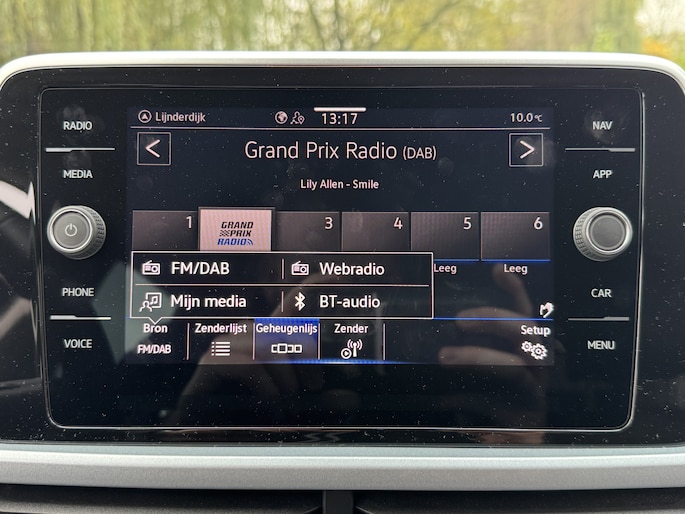 RADIO
MEDIA
PHONE
VOICE
Lijnderdijk
13:17
10.0 °C
< Grand Prix Radio (DAB) >
Lily Allen - Smile
1
GRAND
PRIX
RADIO
3
4
5
6
Leeg
Leeg
FM/DAB
Webradio
Mijn media
BT-audio
Bron
Zenderlijst
Geheugenlijs
Zender
Setup
FM/DAB
NAV
APP
CAR
MENU